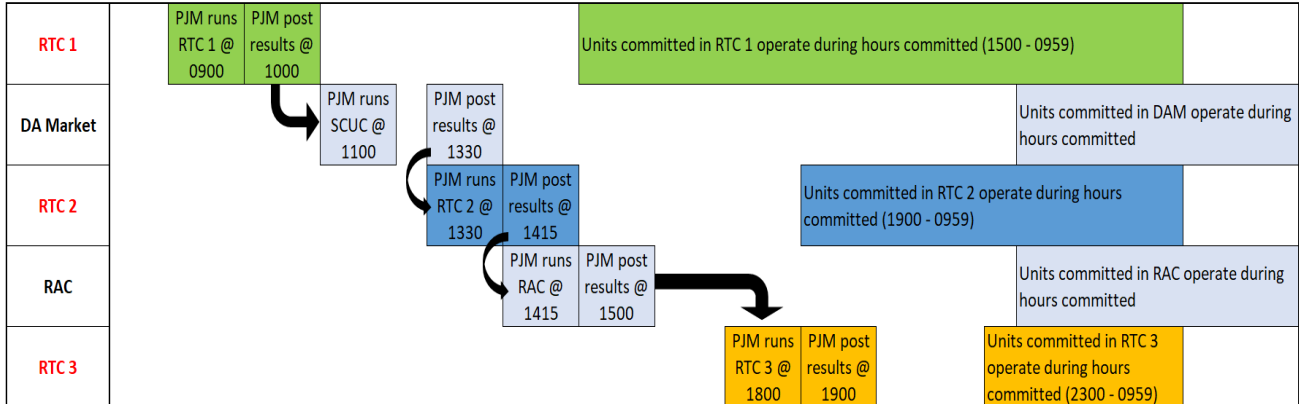 RTC 1
PJM runs
RTC 1 @
0900
PJM post
results @
1000
Units committed in RTC 1 operate during hours committed (1500 - 0959)
DA Market
PJM runs
SCUC @
1100
PJM post
results @
1330
Units committed in DAM operate during
hours committed
RTC 2
PJM runs
RTC 2 @
1330
PJM post
results @
1415
Units committed in RTC 2 operate during hours
committed (1900 - 0959)
RAC
PJM runs
RAC @
1415
PJM post
results @
1500
Units committed in RAC operate during
hours committed
RTC 3
PJM runs
RTC 3 @
1800
PJM post
results @
1900
Units committed in RTC 3
operate during hours
committed (2300 - 0959)